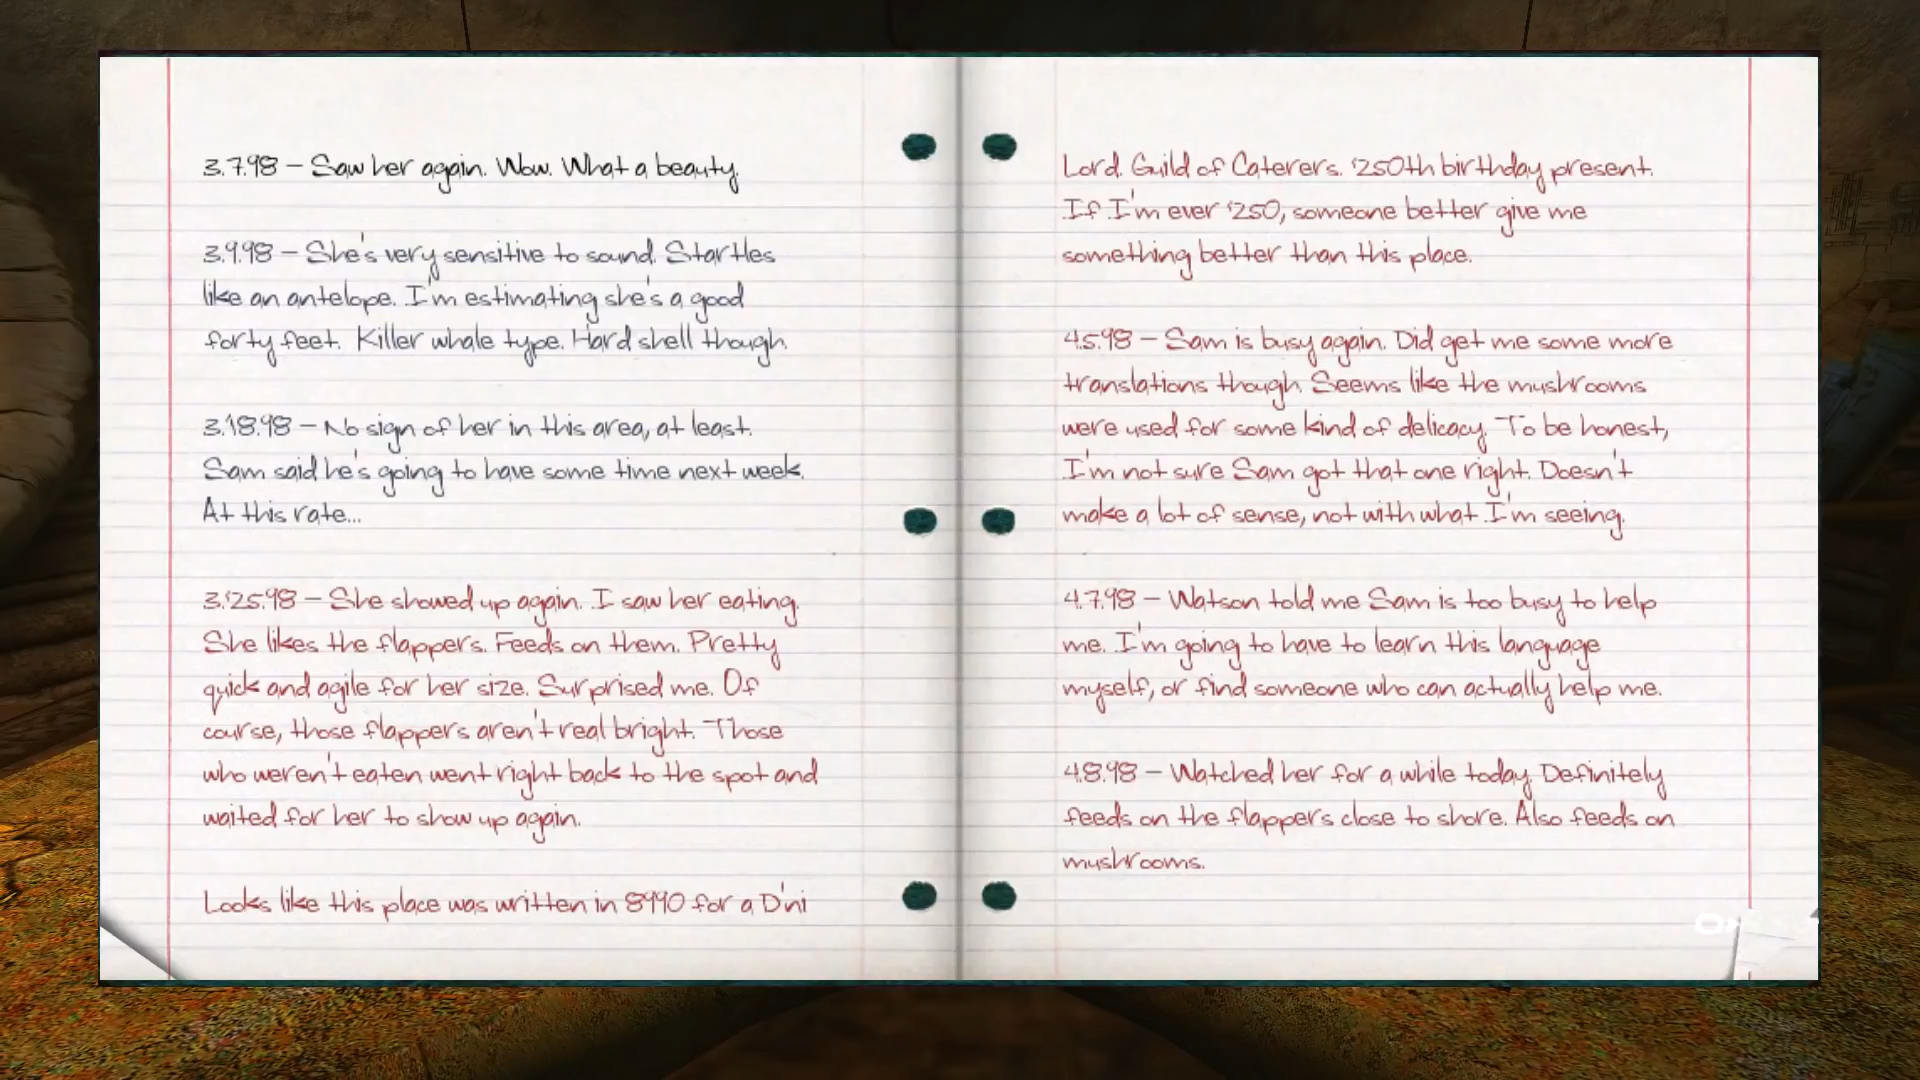 3.7.98 – Saw her again. Wow. What a beauty.
3.9.98 – She's very sensitive to sound. Startles
like an antelope. I'm estimating she's a good
forty feet. Killer whale type. Hard shell though.
3.18.98 – No sign of her in this area, at least.
Sam said he's going to have some time next week.
At this rate...
3.25.98 – She showed up again. I saw her eating.
She likes the flappers. Feeds on them. Pretty
quick and agile for her size. Surprised me. Of
course, those flappers aren't real bright. Those
who weren't eaten went right back to the spot and
waited for her to show up again.
Looks like this place was written in 8990 for a D'ni
Lord. Guild of Caterers. 250th birthday present.
If I'm ever 250, someone better give me
something better than this place.
4.5.98 – Sam is busy again. Did get me some more
translations though. Seems like the mushrooms
were used for some kind of delicacy. To be honest,
I'm not sure Sam got that one right. Doesn't
make a lot of sense, not with what I'm seeing.
4.7.98 – Watson told me Sam is too busy to help
me. I'm going to have to learn this language
myself, or find someone who can actually help me.
4.8.98 – Watched her for a while today. Definitely
feeds on the flappers close to shore. Also feeds on
mushrooms.